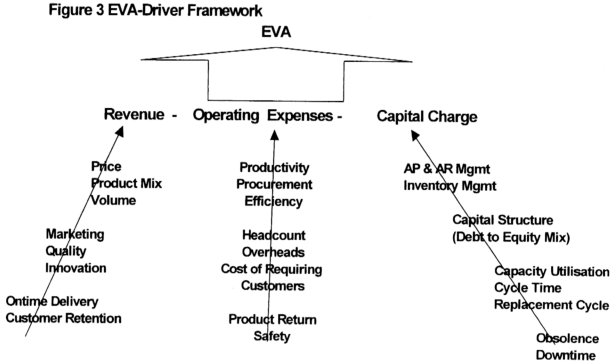 Figure 3 EVA-Driver Framework
EVA
Revenue - Operating Expenses - Capital Charge
Price
Product Mix
Volume
Marketing
Quality
Innovation
Ontime Delivery
Customer Retention
Productivity
Procurement
Efficiency
Headcount
Overheads
Cost of Requiring
Customers
Product Return
Safety
AP & AR Mgmt
Inventory Mgmt
Capital Structure
(Debt to Equity Mix)
Capacity Utilisation
Cycle Time
Replacement Cycle
Obsolence
Downtime